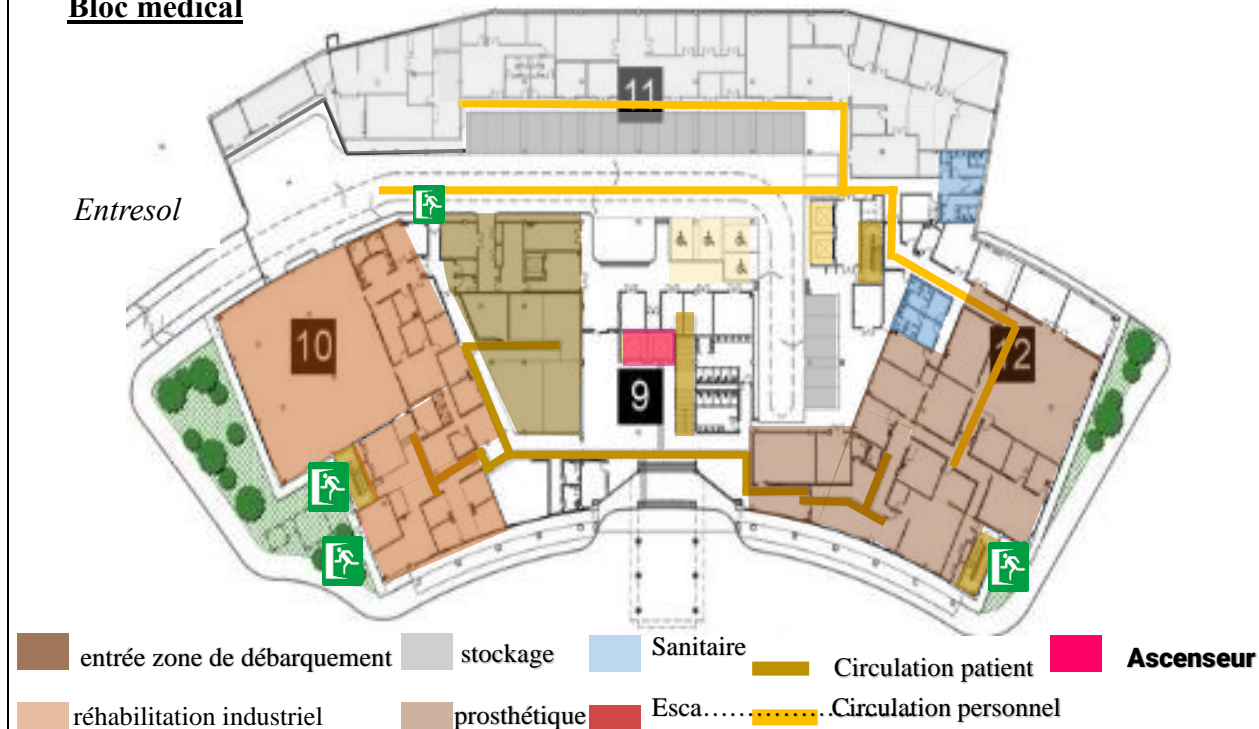 Bloc médical
11
Entresol
10
12
9
entrée zone de débarquement
stockage
Sanitaire
Circulation patient
Ascenseur
réhabilitation industriel
prosthétique
Esca......................
Circulation personnel